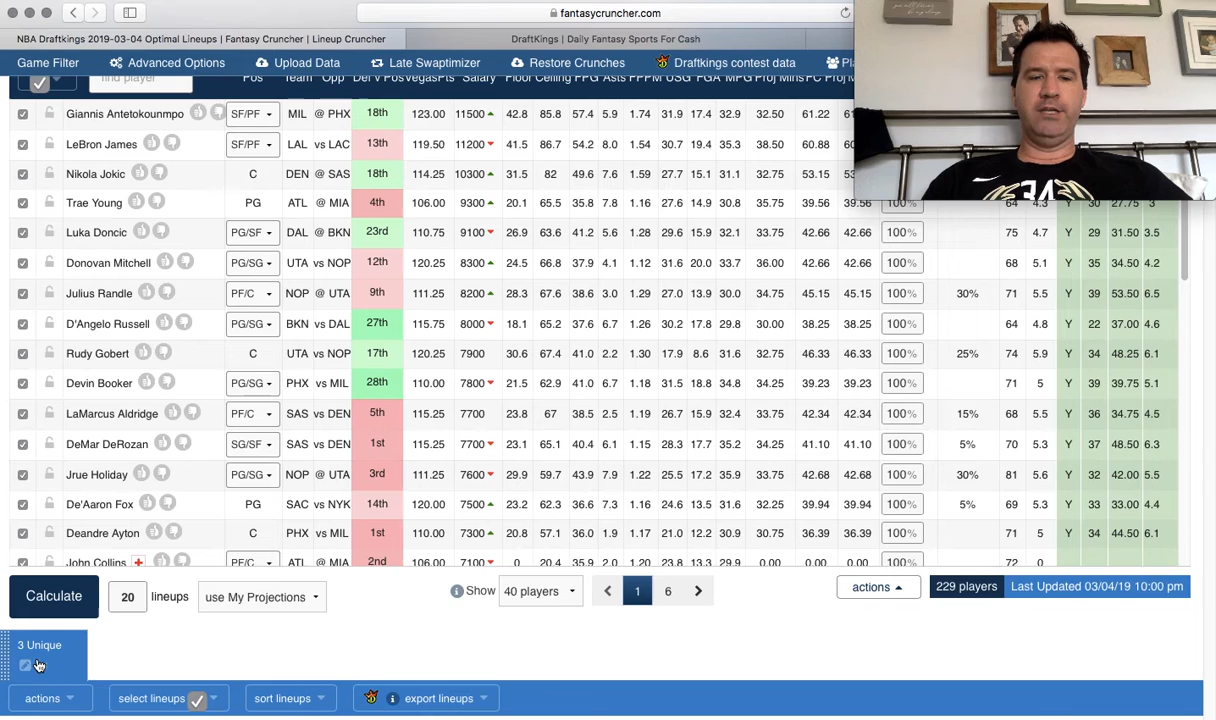 fantasycruncher.com
NBA Draftkings 2019-03-04 Optimal Lineups | Fantasy Cruncher | Lineup Cruncher
DraftKings | Daily Fantasy Sports For Cash
Game Filter Advanced Options Upload Data Late Swaptimizer Restore Crunches Draftkings contest data
find player Pos Team Opp VegasPts Salary Floor Ceiling FPPG
Giannis Antetokounmpo SF/PF MIL @ PHX 18th 123.00 11500 42.8 85.8 57.4 5.9 1.74 31.9 17.4 32.9 32.50 61.22
LeBron James SF/PF LAL vs LAC 13th 119.50 11200 41.5 86.7 54.2 8.0 1.54 30.7 19.4 35.3 38.50 60.88
Nikola Jokic C DEN @ SAS 18th 114.25 10300 31.5 82 49.6 7.6 1.59 27.7 15.1 31.1 32.75 53.15
Trae Young PG ATL @ MIA 4th 106.00 9300 20.1 65.5 35.8 7.8 1.16 27.6 14.9 30.8 35.75 39.56 39.56 100% 64 4.3 Y 30 27.75 3
Luka Doncic PG/SF DAL @ BKN 23rd 110.75 9100 26.9 63.6 41.2 5.6 1.28 29.6 15.9 32.1 33.75 42.66 42.66 100% 75 4.7 Y 29 31.50 3.5
Donovan Mitchell PG/SG UTA vs NOP 12th 120.25 8300 24.5 66.8 37.9 4.1 1.12 31.6 20.0 33.7 36.00 42.66 42.66 100% 68 5.1 Y 35 34.50 4.2
Julius Randle PF/C NOP @ UTA 9th 111.25 8200 28.3 67.6 38.6 3.0 1.29 27.0 13.9 30.0 34.75 45.15 45.15 100% 30% 71 5.5 Y 39 53.50 6.5
D'Angelo Russell PG/SG BKN vs DAL 27th 115.75 8000 18.1 65.2 37.6 6.7 1.26 30.2 17.8 29.8 30.00 38.25 38.25 100% 64 4.8 Y 22 37.00 4.6
Rudy Gobert C UTA vs NOP 17th 120.25 7900 30.6 67.4 41.0 2.2 1.30 17.9 8.6 31.6 32.75 46.33 46.33 100% 25% 74 5.9 Y 34 48.25 6.1
Devin Booker PG/SG PHX vs MIL 28th 110.00 7800 21.5 62.9 41.0 6.7 1.18 31.5 18.8 34.8 34.25 39.23 39.23 100% 71 5 Y 39 39.75 5.1
LaMarcus Aldridge PF/C SAS vs DEN 5th 115.25 7700 23.8 67 38.5 2.5 1.19 26.7 15.9 32.4 33.75 42.34 42.34 100% 15% 68 5.5 Y 36 34.75 4.5
DeMar DeRozan SG/SF SAS vs DEN 1st 115.25 7700 23.1 65.1 40.4 6.1 1.15 28.3 17.7 35.2 34.25 41.10 41.10 100% 5% 70 5.3 Y 37 48.50 6.3
Jrue Holiday PG/SG NOP @ UTA 3rd 111.25 7600 29.9 59.7 43.9 7.9 1.22 25.5 17.2 35.9 33.75 42.68 42.68 100% 30% 81 5.6 Y 32 42.00 5.5
De'Aaron Fox PG SAC vs NYK 14th 120.00 7500 23.2 62.3 36.6 7.3 1.16 24.5 13.5 31.6 32.25 39.94 39.94 100% 5% 69 5.3 Y 33 33.00 4.4
Deandre Ayton C PHX vs MIL 1st 110.00 7300 20.8 57.1 36.0 1.9 1.17 21.0 12.2 30.9 30.75 36.39 36.39 100% 71 5 Y 34 44.50 6.1
John Collins PF/C ATL @ MIA 2nd 106.00 7100 0 20.4 35.9 2.0 1.20 23.8 13.3 29.9 0.00 0.00 0.00 100% 72 0
Calculate 20 lineups use My Projections Show 40 players 1 6 actions 229 players Last Updated 03/04/19 10:00 pm
3 Unique
actions select lineups sort lineups export lineups